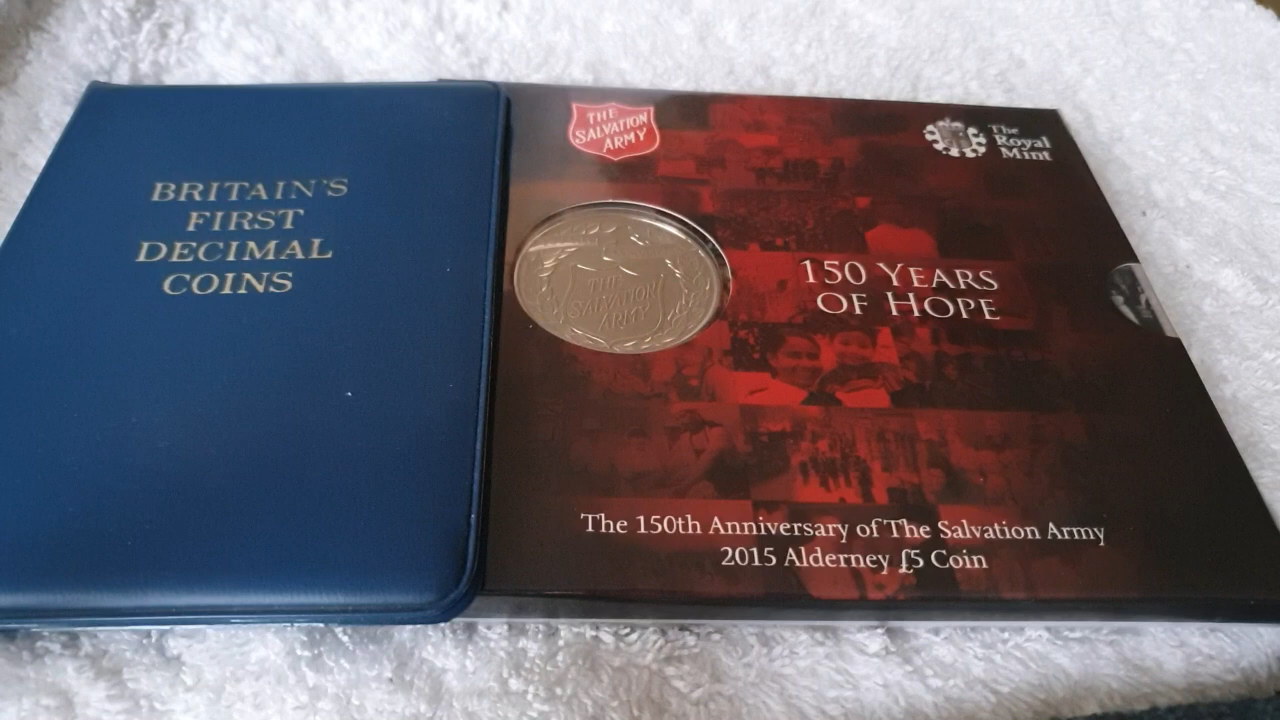 BRITAIN'S
FIRST
DECIMAL
COINS
THE
SALVATION
ARMY
The
Royal
Mint
THE
SALVATION
ARMY
150 YEARS
OF HOPE
The 150th Anniversary of The Salvation Army
2015 Alderney £5 Coin